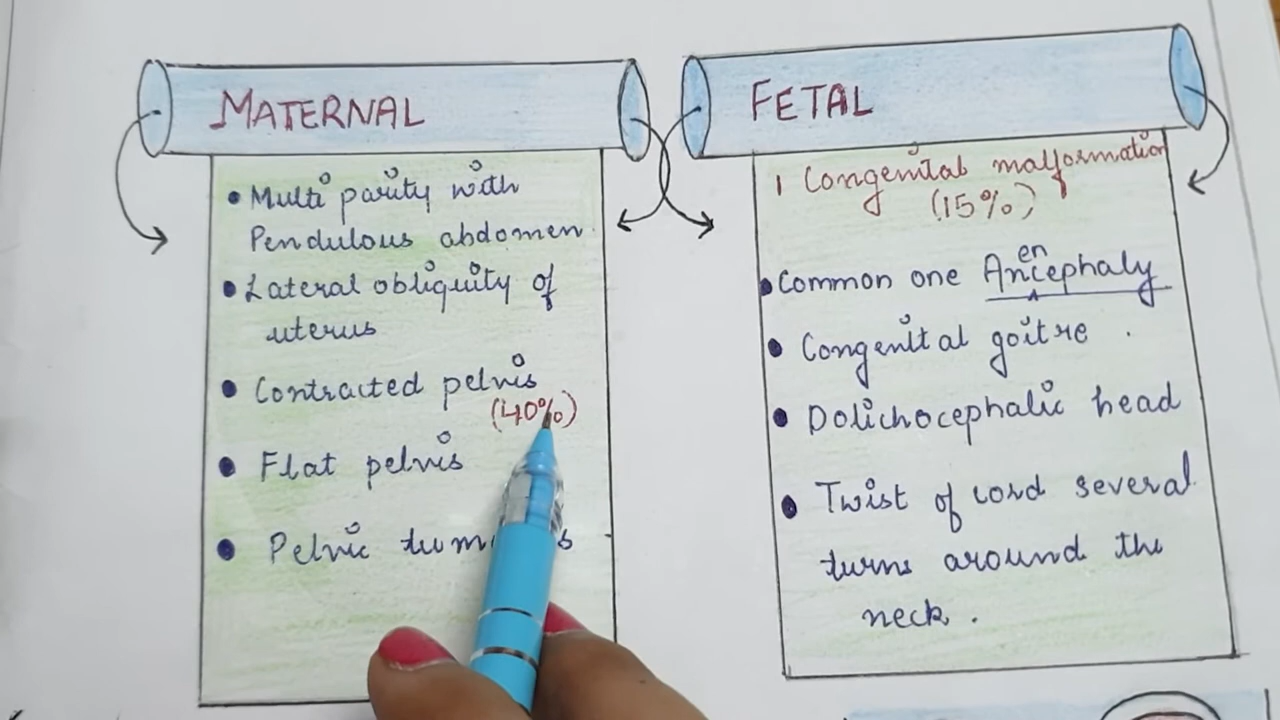 MATERNAL
• Multi parity with
Pendulous abdomen
• Lateral obliquity of
uterus
• Contracted pelvis
(40%)
• Flat pelvis
• Pelvic
FETAL
1 Congenital malformation
(15%)
• Common one Ancephaly
en
• Congenital goitre .
• Dolichocephalic head
• Twist of cord several
turns around the
neck .